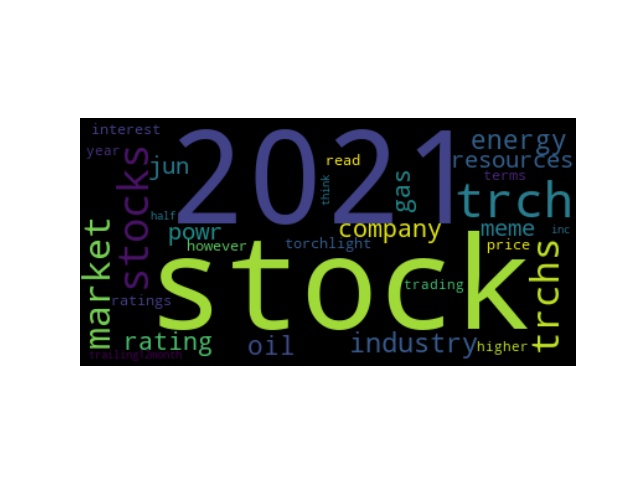 interest
2021
energy
year
stocks
jun
read
resources
think
gas
terms
trch
half
powr
company
meme
inc
market
however
torchlight
price
stock
trchs
trading
ratings
rating
oil
industry
higher
trailing12month